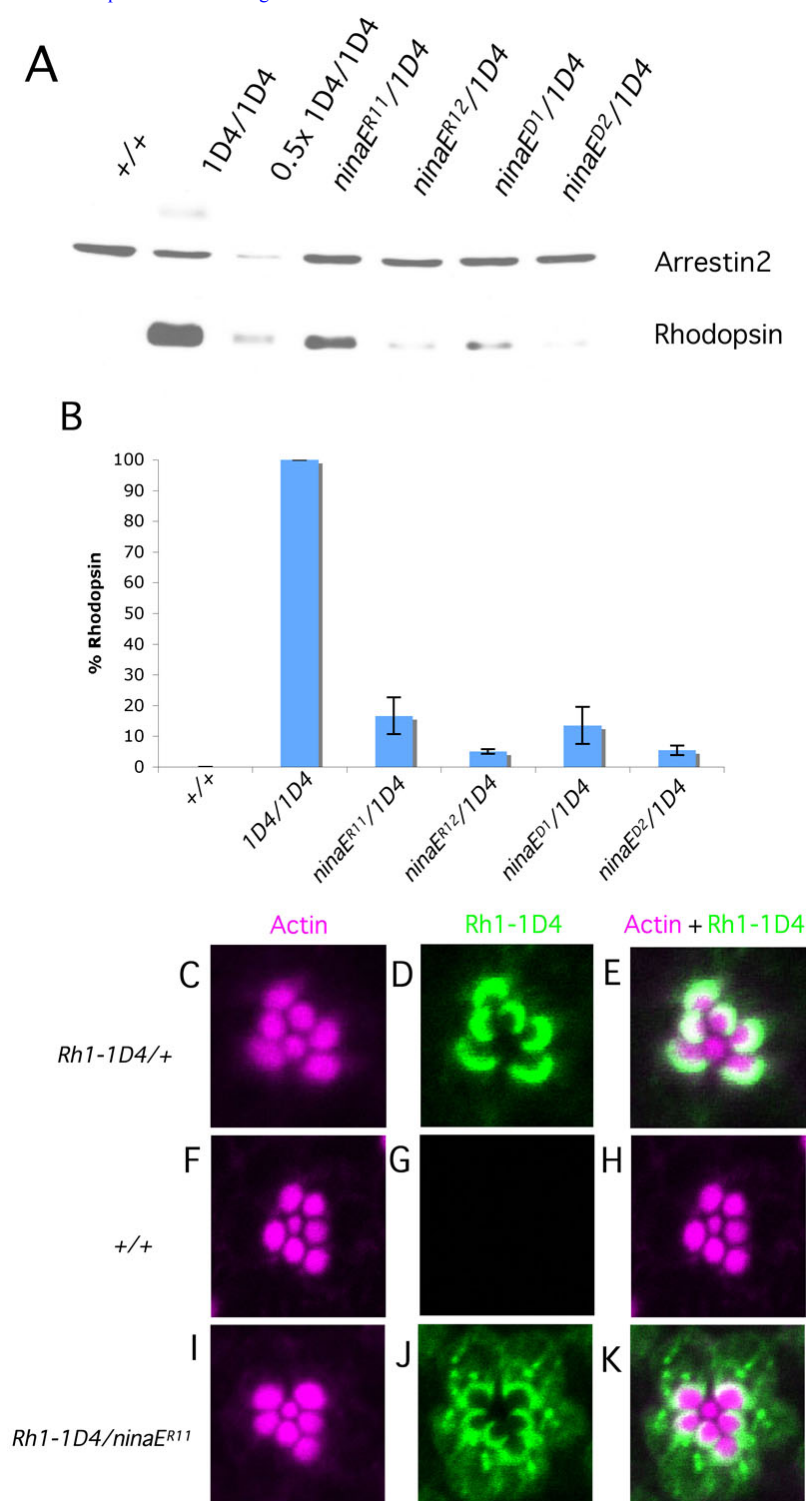 A
+/+
1D4/1D4
0.5x 1D4/1D4
ninaE^R11/1D4
ninaE^R12/1D4
ninaE^D1/1D4
ninaE^D2/1D4
Arrestin2
Rhodopsin
B
% Rhodopsin
100
90
80
70
60
50
40
30
20
10
0
+/+
1D4/1D4
ninaE^R11/1D4
ninaE^R12/1D4
ninaE^D1/1D4
ninaE^D2/1D4
Actin
Rh1-1D4
Actin + Rh1-1D4
C
D
E
Rh1-1D4/+
F
G
H
+/+
I
J
K
Rh1-1D4/ninaE^R11